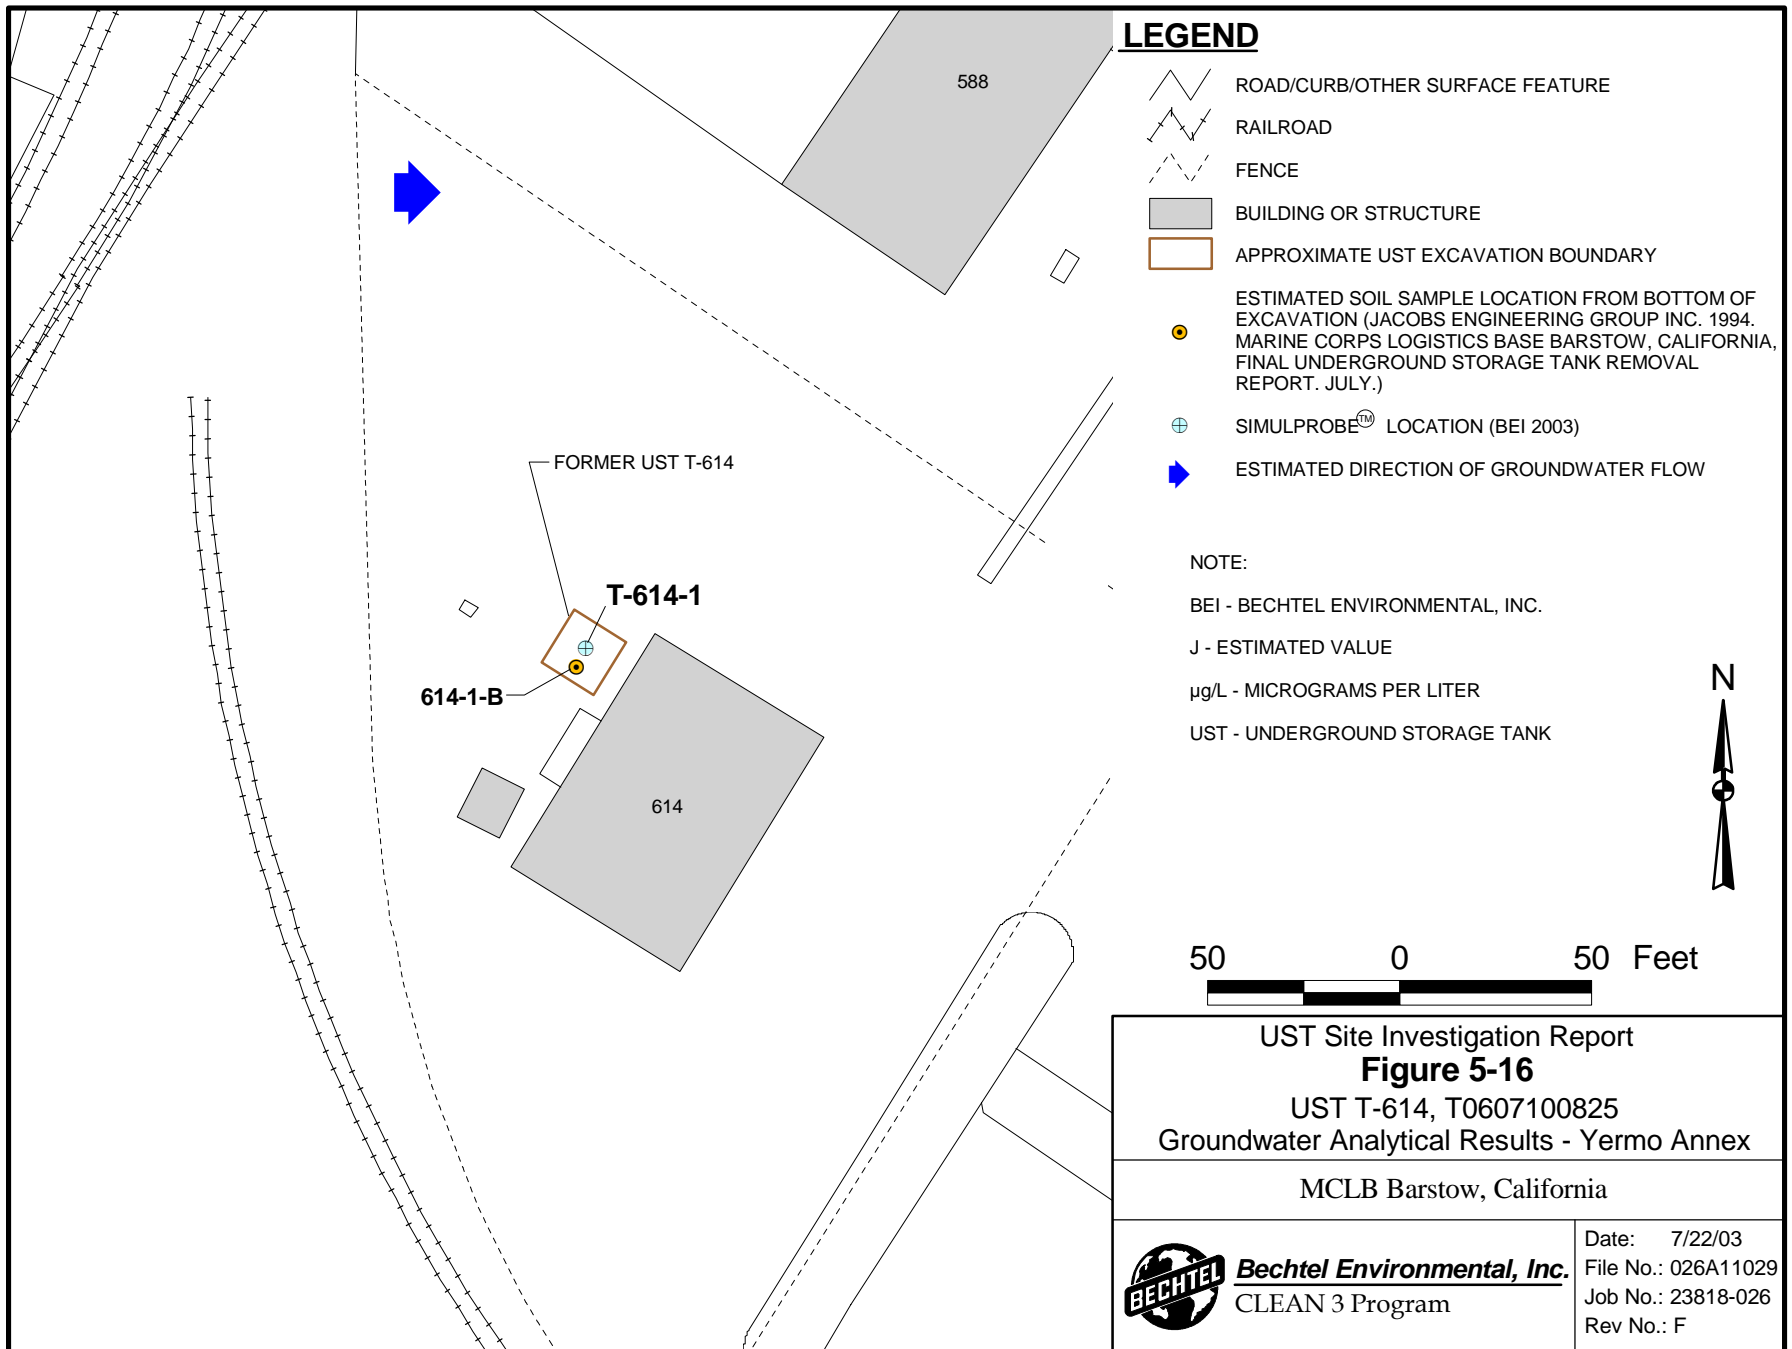 588
FORMER UST T-614
T-614-1
614-1-B
614
LEGEND
ROAD/CURB/OTHER SURFACE FEATURE
RAILROAD
FENCE
BUILDING OR STRUCTURE
APPROXIMATE UST EXCAVATION BOUNDARY
ESTIMATED SOIL SAMPLE LOCATION FROM BOTTOM OF
EXCAVATION (JACOBS ENGINEERING GROUP INC. 1994.
MARINE CORPS LOGISTICS BASE BARSTOW, CALIFORNIA,
FINAL UNDERGROUND STORAGE TANK REMOVAL
REPORT. JULY.)
SIMULPROBE™ LOCATION (BEI 2003)
ESTIMATED DIRECTION OF GROUNDWATER FLOW
NOTE:
BEI - BECHTEL ENVIRONMENTAL, INC.
J - ESTIMATED VALUE
µg/L - MICROGRAMS PER LITER
UST - UNDERGROUND STORAGE TANK
N
50 0 50 Feet
UST Site Investigation Report
Figure 5-16
UST T-614, T0607100825
Groundwater Analytical Results - Yermo Annex
MCLB Barstow, California
BECHTEL
Bechtel Environmental, Inc.
CLEAN 3 Program
Date: 7/22/03
File No.: 026A11029
Job No.: 23818-026
Rev No.: F